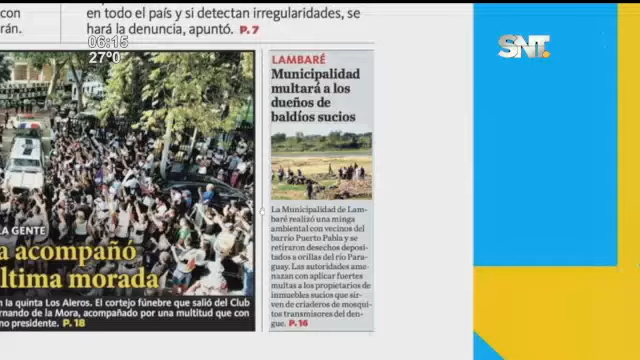 con
rán.
en todo el país y si detectan irregularidades, se
hará la denuncia, apuntó. P.7
06:15
27°
SNT.
LAMBARÉ
Municipalidad
multará a los
dueños de
baldíos sucios
La Municipalidad de Lam-
baré realizó una minga
ambiental con vecinos del
barrio Puerto Pabla y se
retiraron desechos deposit-
ados a orillas del río Para-
guay. Las autoridades ame-
nazan con aplicar fuertes
multas a los propietarios de
inmuebles sucios que sir-
ven de criaderos de mosqui-
tos transmisores del den-
gue. P.16
LA GENTE
a acompañó
última morada
n la quinta Los Aleros. El cortejo fúnebre que salió del Club
rnando de la Mora, acompañado por una multitud que con
no presidente. P.18